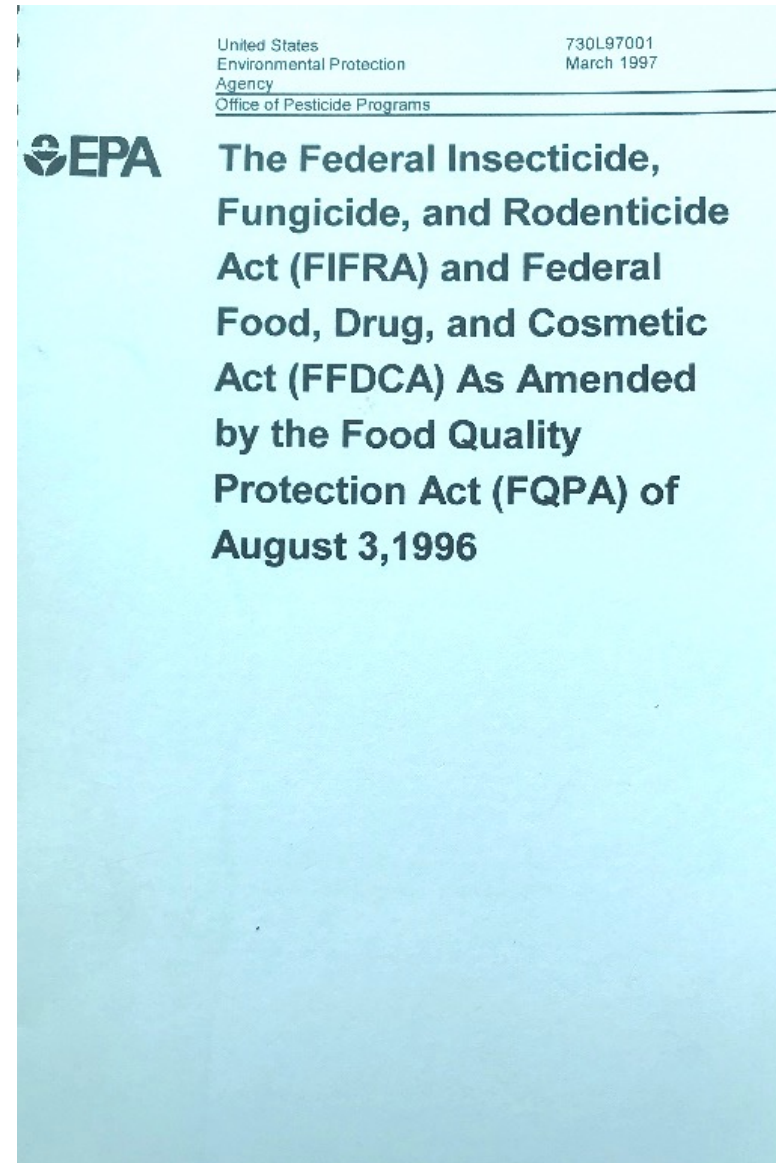 United States
Environmental Protection
Agency
Office of Pesticide Programs
730L97001
March 1997
EPA
The Federal Insecticide,
Fungicide, and Rodenticide
Act (FIFRA) and Federal
Food, Drug, and Cosmetic
Act (FFDCA) As Amended
by the Food Quality
Protection Act (FQPA) of
August 3,1996